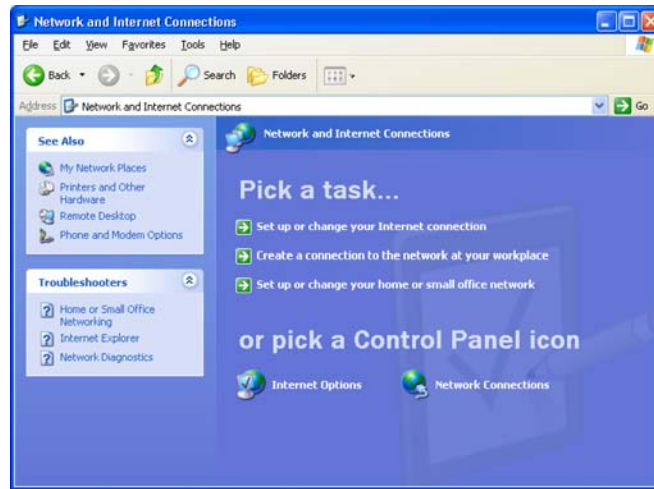 Network and Internet Connections
File Edit View Favorites Tools Help
Back Search Folders
Address Network and Internet Connections Go
See Also
My Network Places
Printers and Other
Hardware
Remote Desktop
Phone and Modem Options
Troubleshooters
Home or Small Office
Networking
Internet Explorer
Network Diagnostics
Network and Internet Connections
Pick a task...
Set up or change your Internet connection
Create a connection to the network at your workplace
Set up or change your home or small office network
or pick a Control Panel icon
Internet Options
Network Connections